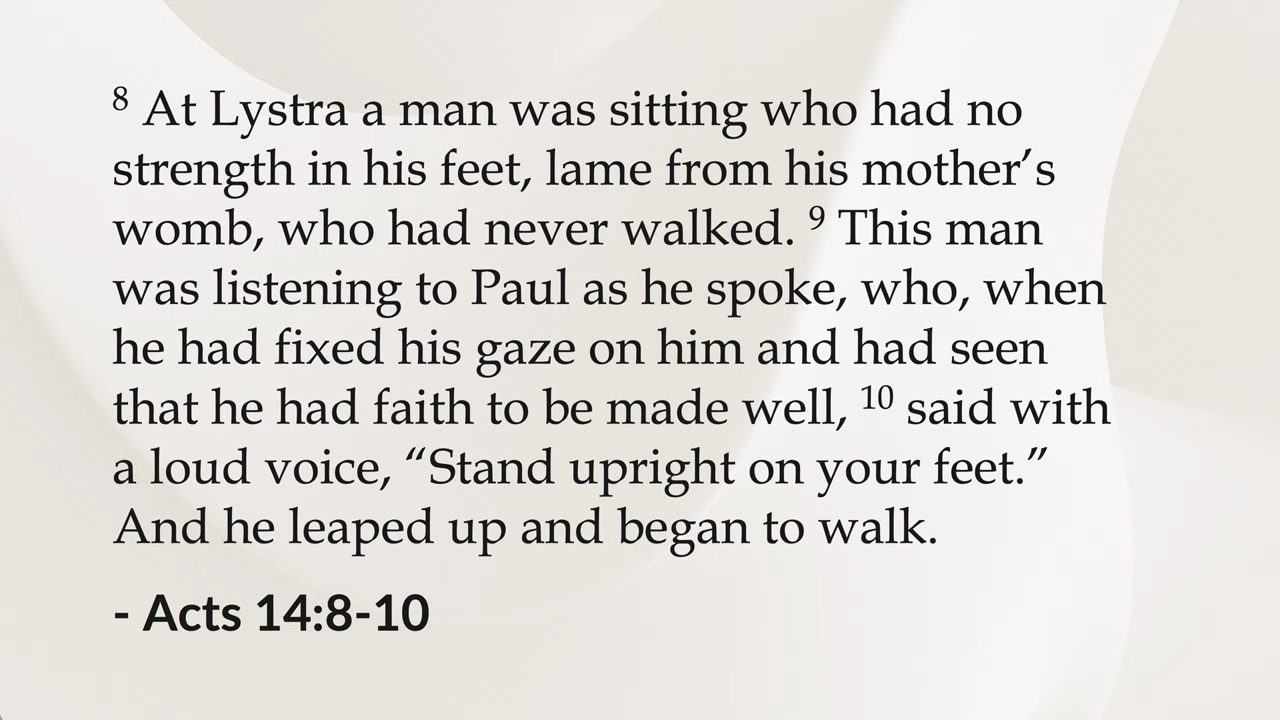 ⁸ At Lystra a man was sitting who had no
strength in his feet, lame from his mother’s
womb, who had never walked. ⁹ This man
was listening to Paul as he spoke, who, when
he had fixed his gaze on him and had seen
that he had faith to be made well, ¹⁰ said with
a loud voice, “Stand upright on your feet.”
And he leaped up and began to walk.
- Acts 14:8-10